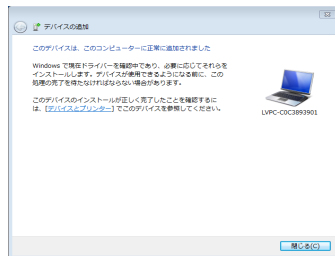 デバイスの追加
このデバイスは、このコンピューターに正常に追加されました
Windows で現在ドライバーを確認中であり、必要に応じてそれらを
インストールします。デバイスが使用できるようになる前に、この
処理の完了を待たなければならない場合があります。
このデバイスのインストールが正しく完了したことを確認するに
は、[デバイスとプリンター] でこのデバイスを参照してください。
LVPC-C0C3893901
閉じる(C)